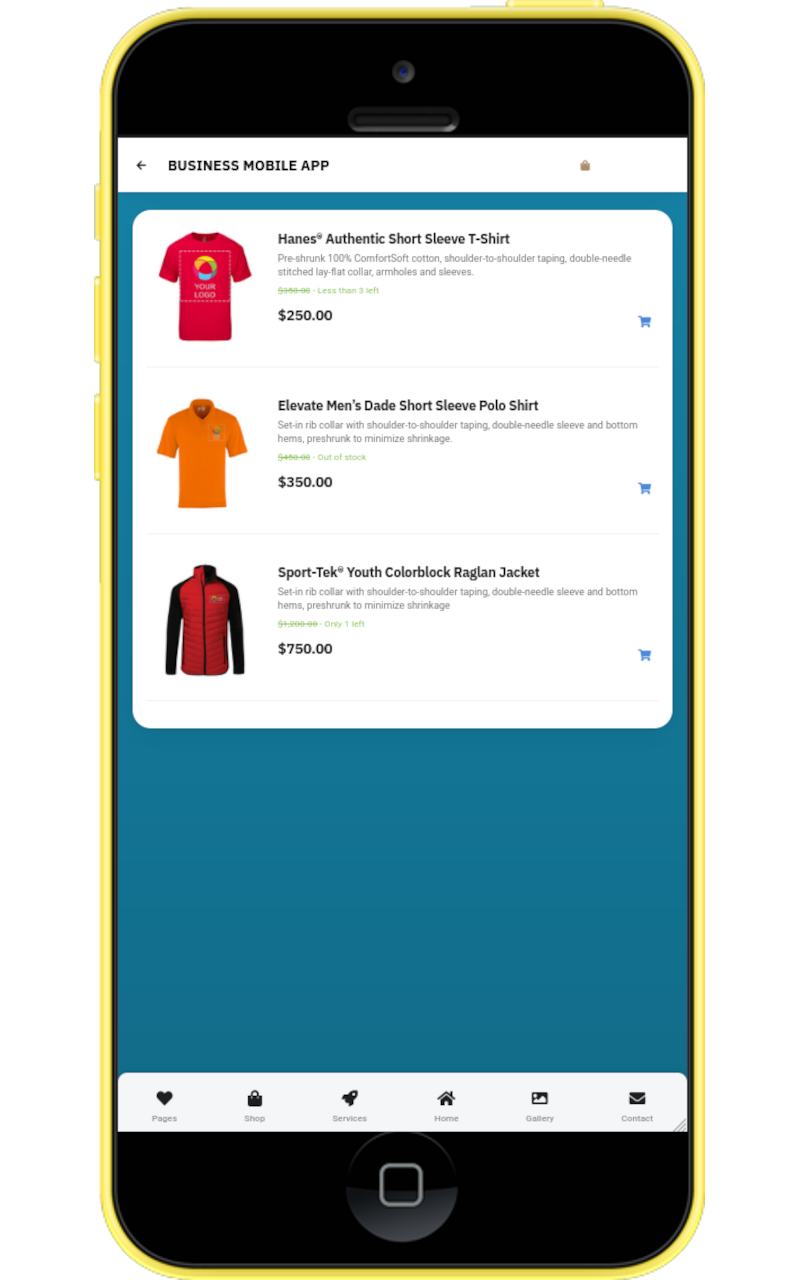 BUSINESS MOBILE APP
Hanes® Authentic Short Sleeve T-Shirt
Pre-shrunk 100% ComfortSoft cotton, shoulder-to-shoulder taping, double-needle
stitched lay-flat collar, armholes and sleeves.
$350.00 - Less than 3 left
$250.00
YOUR
LOGO
Elevate Men's Dade Short Sleeve Polo Shirt
Set-in rib collar with shoulder-to-shoulder taping, double-needle sleeve and bottom
hems, preshrunk to minimize shrinkage.
$450.00 - Out of stock
$350.00
Sport-Tek® Youth Colorblock Raglan Jacket
Set-in rib collar with shoulder-to-shoulder taping, double-needle sleeve and bottom
hems, preshrunk to minimize shrinkage
$1,200.00 - Only 1 left
$750.00
Pages Shop Services Home Gallery Contact